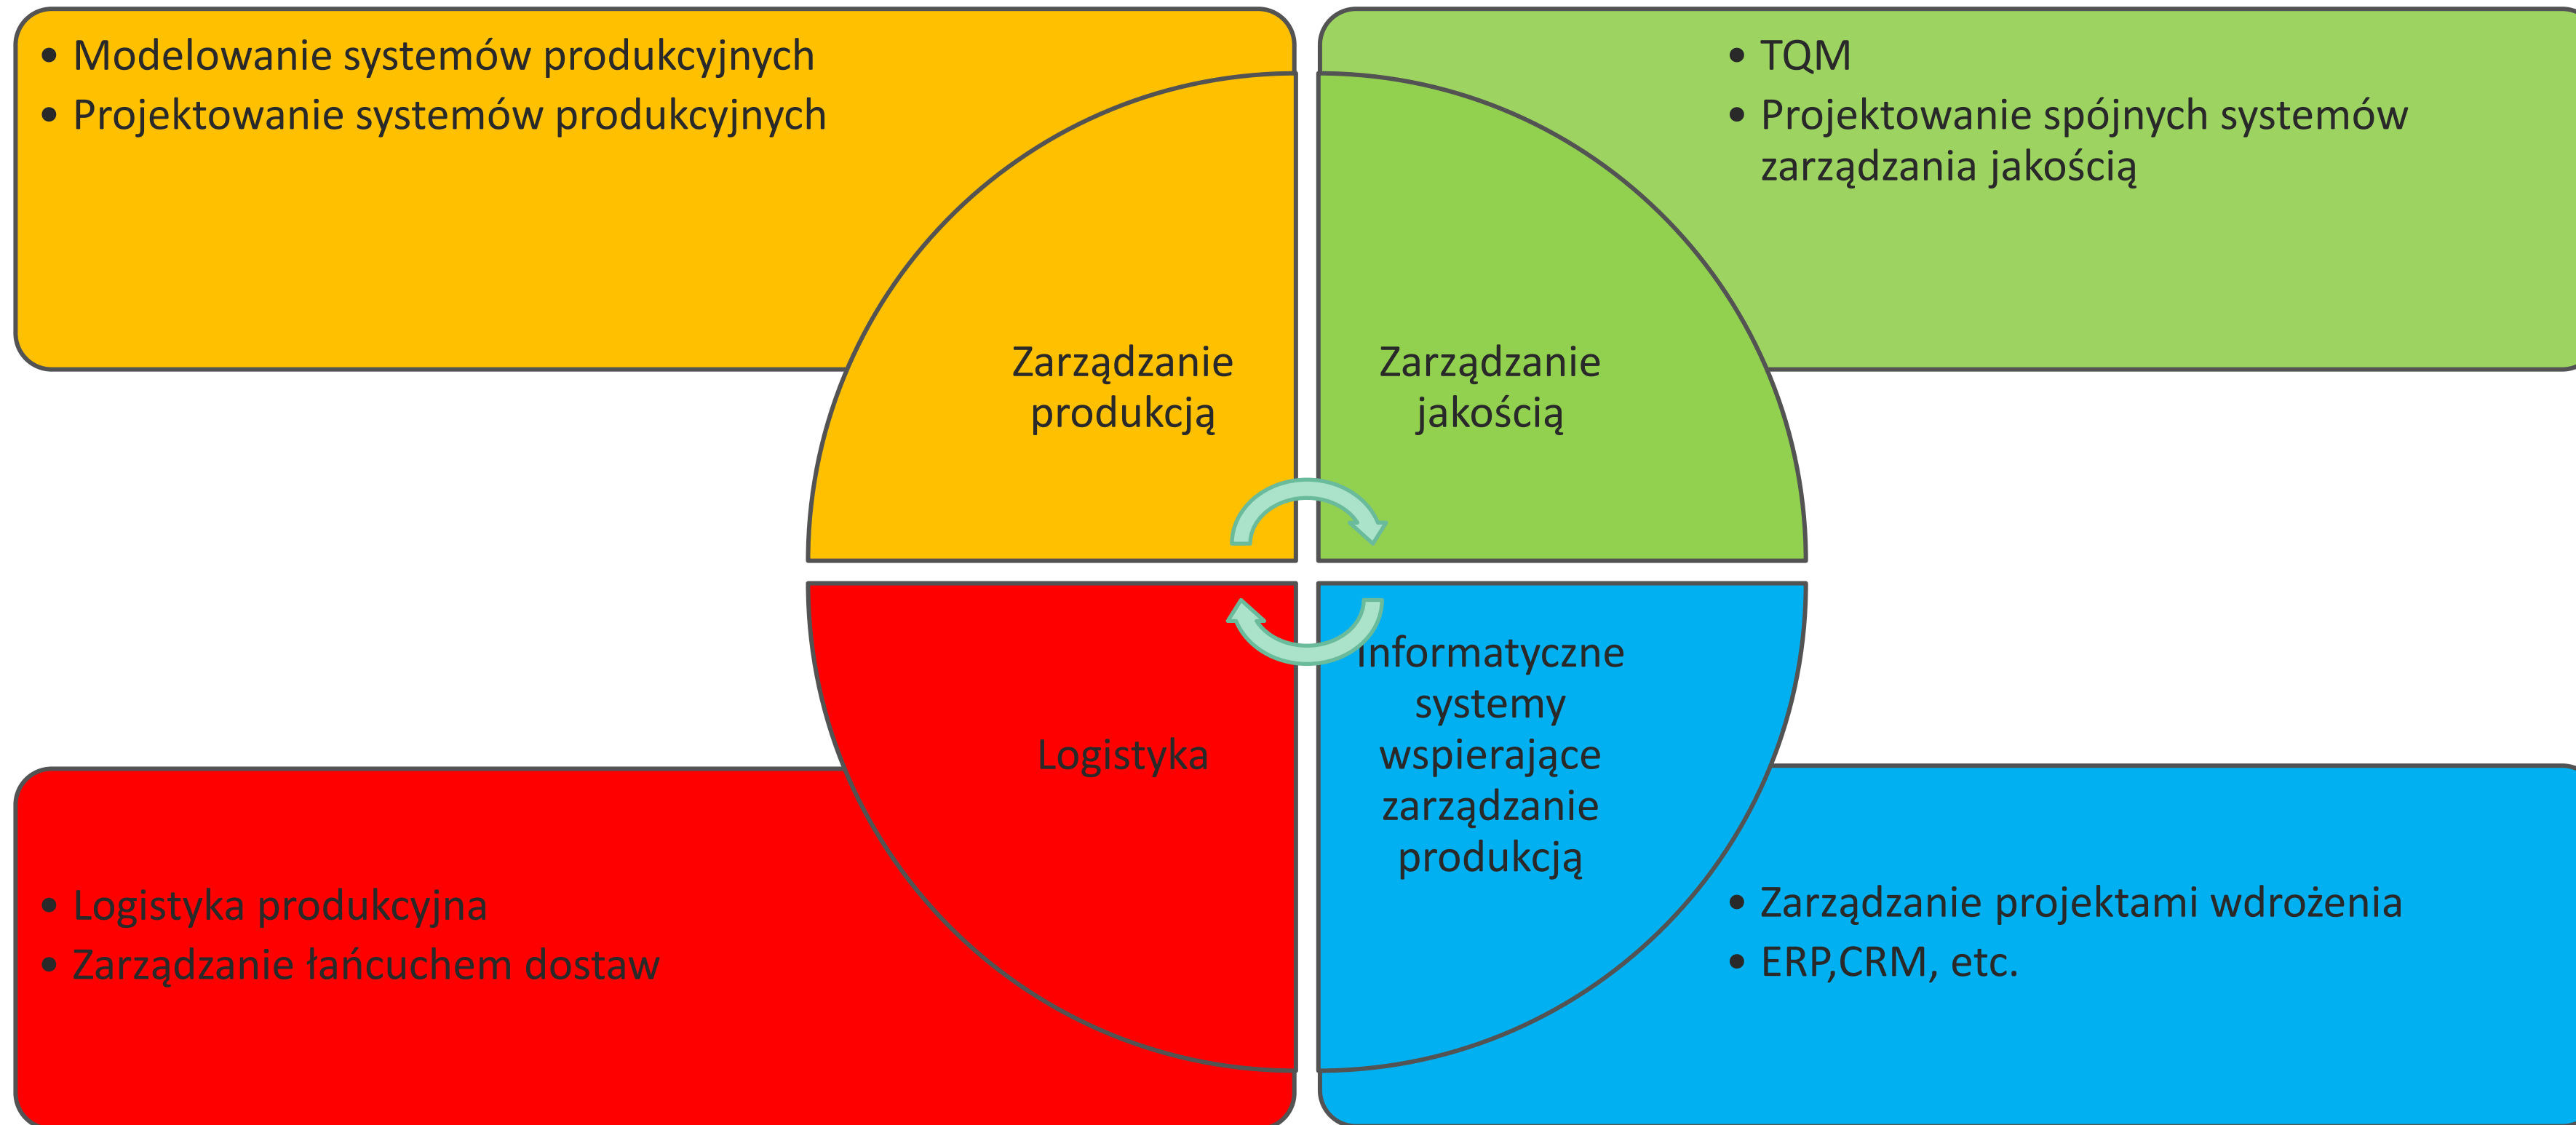 • Modelowanie systemów produkcyjnych
• Projektowanie systemów produkcyjnych
• TQM
• Projektowanie spójnych systemów
zarządzania jakością
Zarządzanie
produkcją
Zarządzanie
jakością
Logistyka
Informatyczne
systemy
wspierające
zarządzanie
produkcją
• Logistyka produkcyjna
• Zarządzanie łańcuchem dostaw
• Zarządzanie projektami wdrożenia
• ERP,CRM, etc.